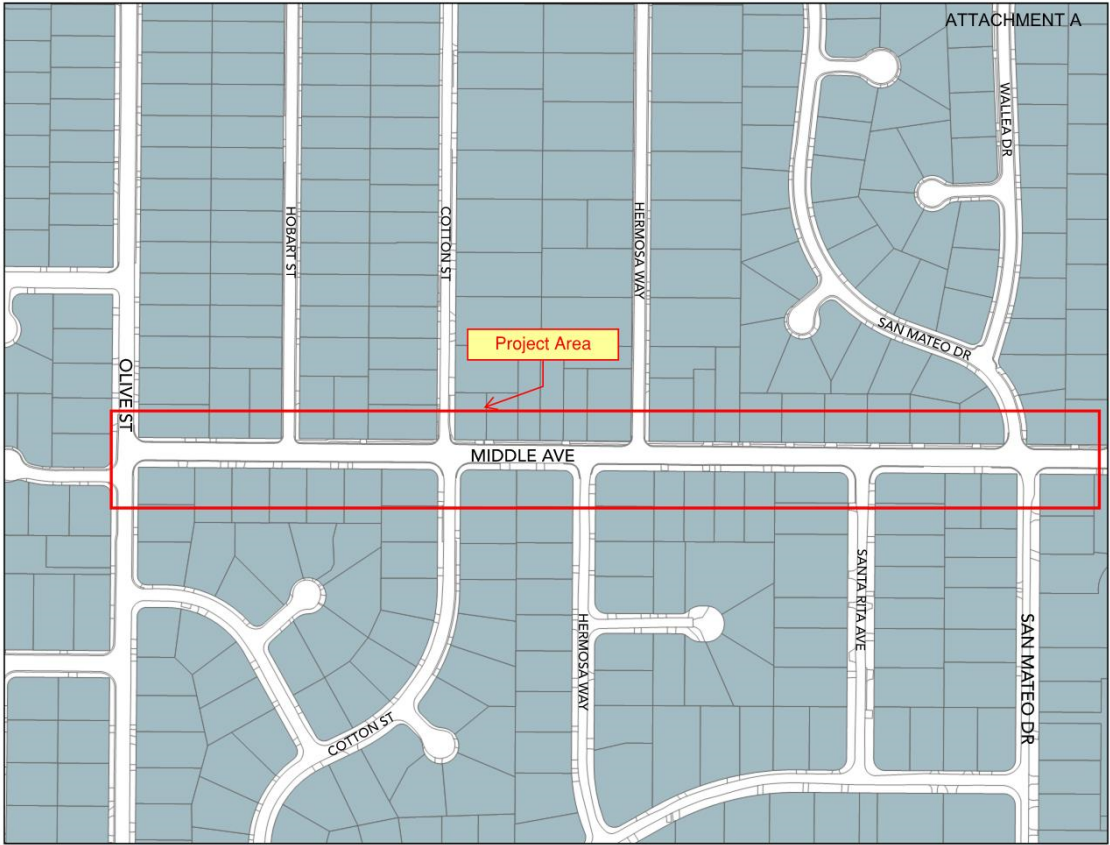 ATTACHMENT A
WALLEA DR
HOBART ST
COTTON ST
HERMOSA WAY
SAN MATEO DR
Project Area
OLIVE ST
MIDDLE AVE
SANTA RITA AVE
HERMOSA WAY
SAN MATEO DR
COTTON ST